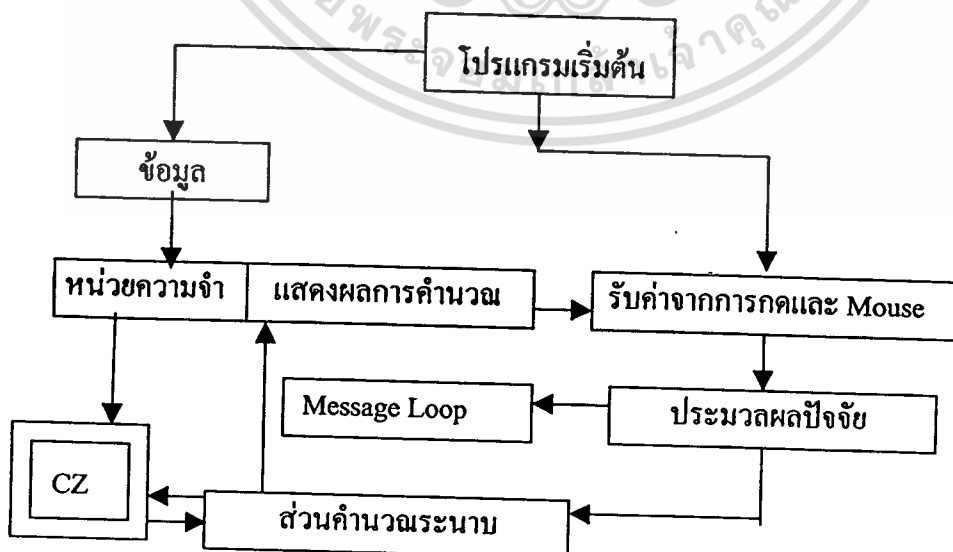 โปรแกรมเริ่มต้น
ข้อมูล
หน่วยความจำ
แสดงผลการคำนวณ
รับค่าจากการกดและ Mouse
Message Loop
ประมวลผลปัจจัย
CZ
ส่วนคำนวณระนาบ